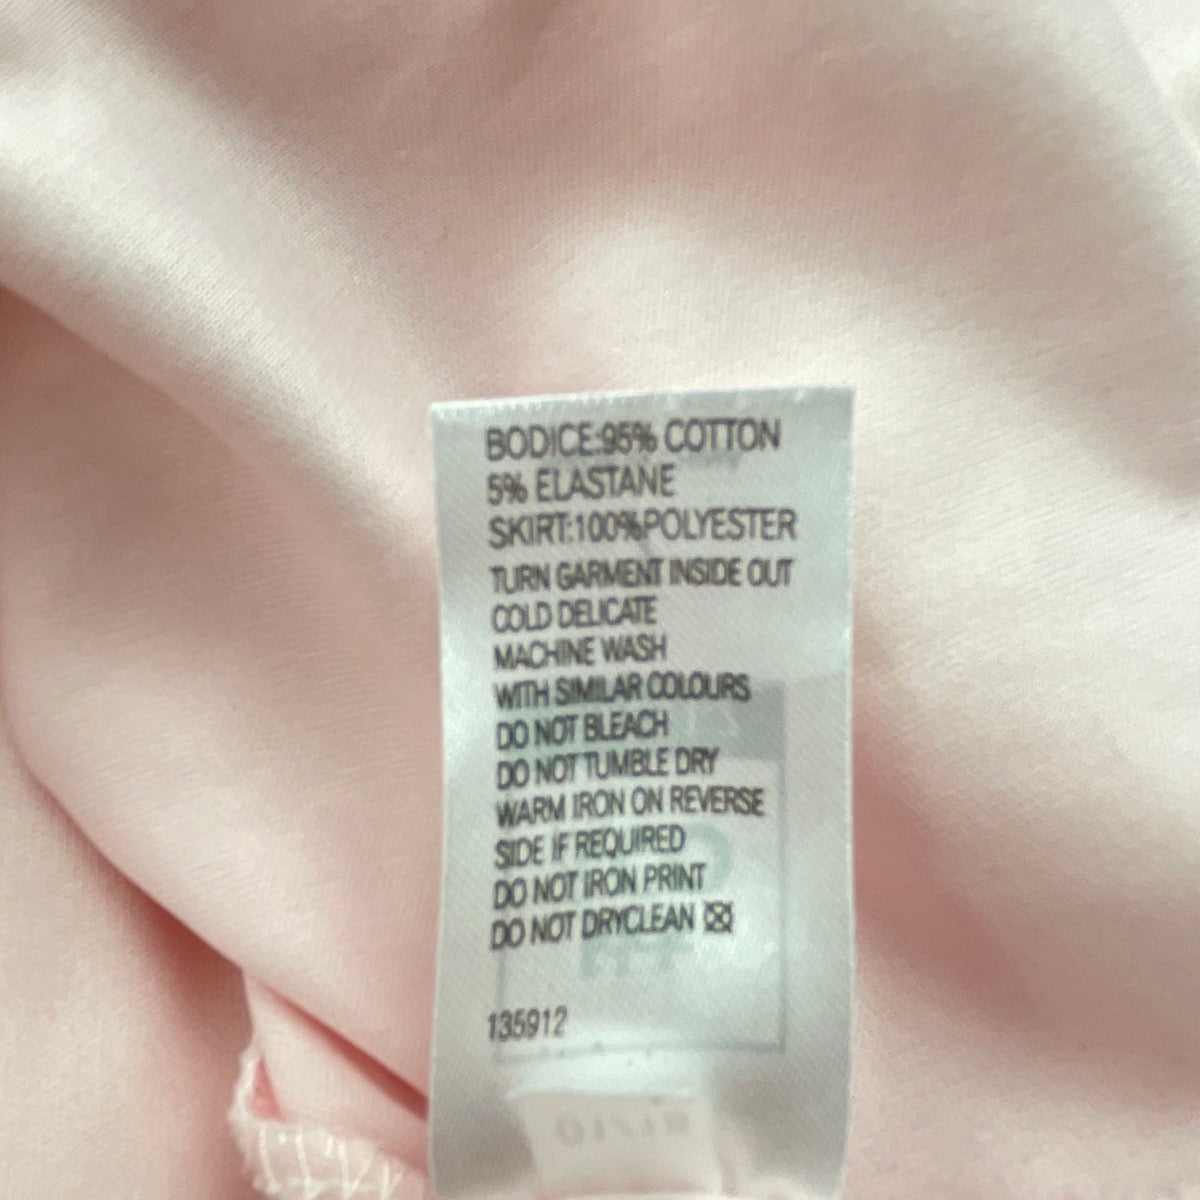 BODICE:95% COTTON
5% ELASTANE
SKIRT:100%POLYESTER
TURN GARMENT INSIDE OUT
COLD DELICATE
MACHINE WASH
WITH SIMILAR COLOURS
DO NOT BLEACH
DO NOT TUMBLE DRY
WARM IRON ON REVERSE
SIDE IF REQUIRED
DO NOT IRON PRINT
DO NOT DRYCLEAN
135912